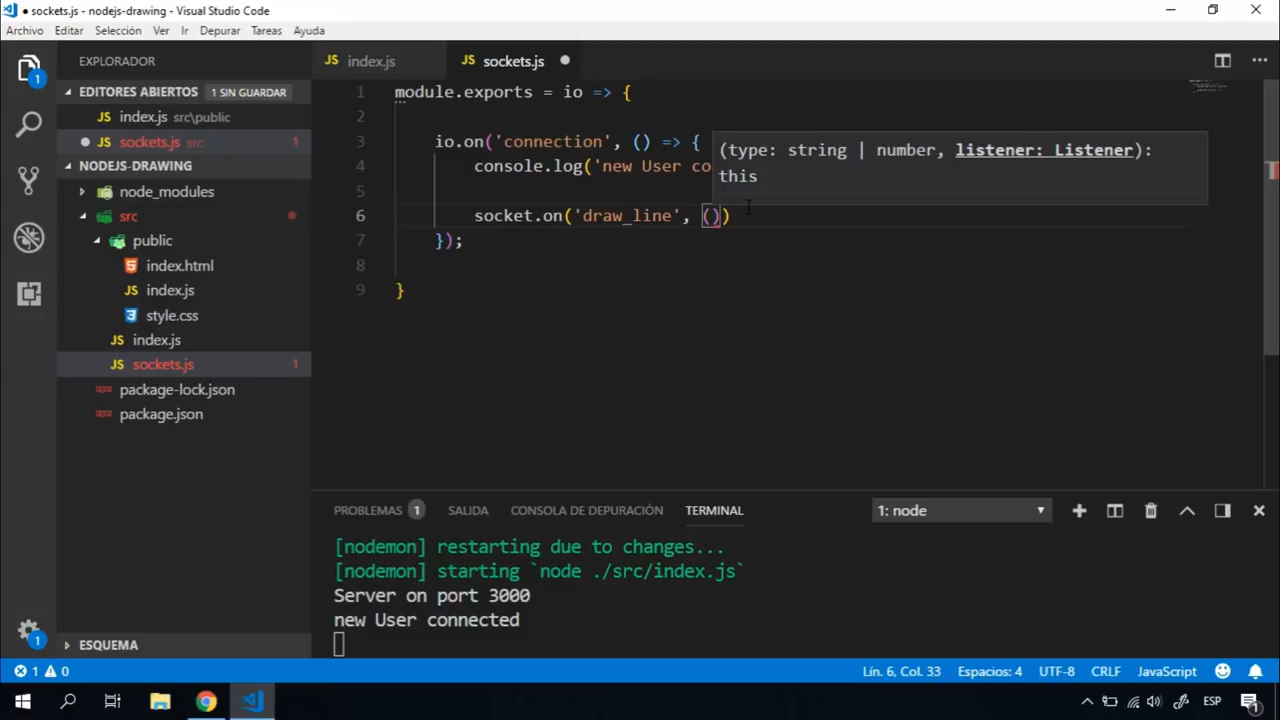 ● sockets.js - nodejs-drawing - Visual Studio Code
Archivo Editar Selección Ver Ir Depurar Tareas Ayuda
EXPLORADOR
EDITORES ABIERTOS 1 SIN GUARDAR
JS index.js src\public
● sockets.js src 1
NODEJS-DRAWING
node_modules
src
public
index.html
JS index.js
style.css
JS index.js
JS sockets.js 1
package-lock.json
package.json
ESQUEMA
JS index.js JS sockets.js ●
1 module.exports = io => {
2
3 io.on('connection', () => {
4 console.log('new User co
5
6 socket.on('draw_line', ())
7 });
8
9 }
(type: string | number, listener: Listener):
this
PROBLEMAS 1 SALIDA CONSOLA DE DEPURACIÓN TERMINAL 1: node
[nodemon] restarting due to changes...
[nodemon] starting `node ./src/index.js`
Server on port 3000
new User connected
1 0 Lín. 6, Col. 33 Espacios: 4 UTF-8 CRLF JavaScript
ESP